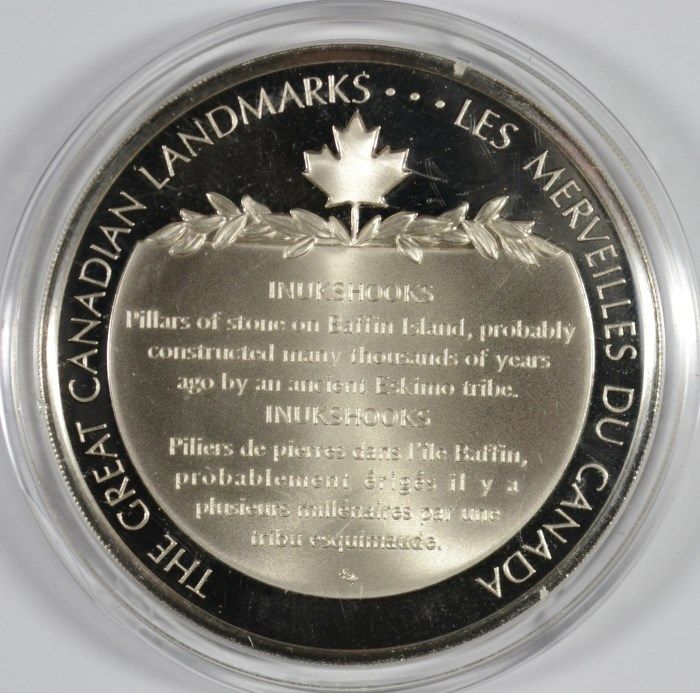 THE GREAT CANADIAN LANDMARKS · · · LES MERVEILLES DU CANADA
INUKSHOOKS
Pillars of stone on Baffin Island, probably
constructed many thousands of years
ago by an ancient Eskimo tribe.
INUKSHOOKS
Piliers de pierres dans l'île Baffin,
probablement érigés il y a
plusieurs millénaires par une
tribu esquimaude.